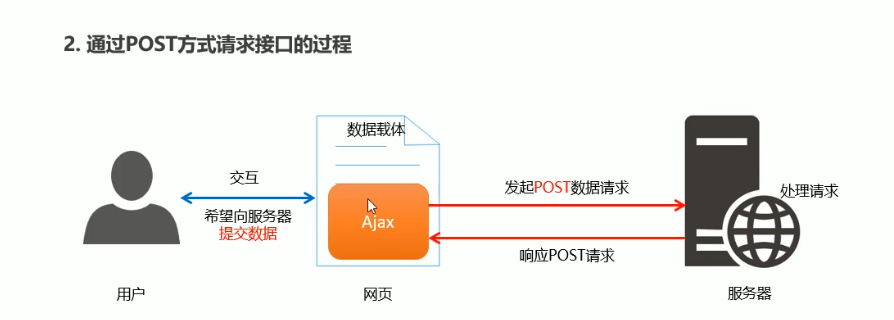 2. 通过POST方式请求接口的过程
数据载体
交互
希望向服务器
提交数据
Ajax
发起POST数据请求
响应POST请求
处理请求
用户
网页
服务器